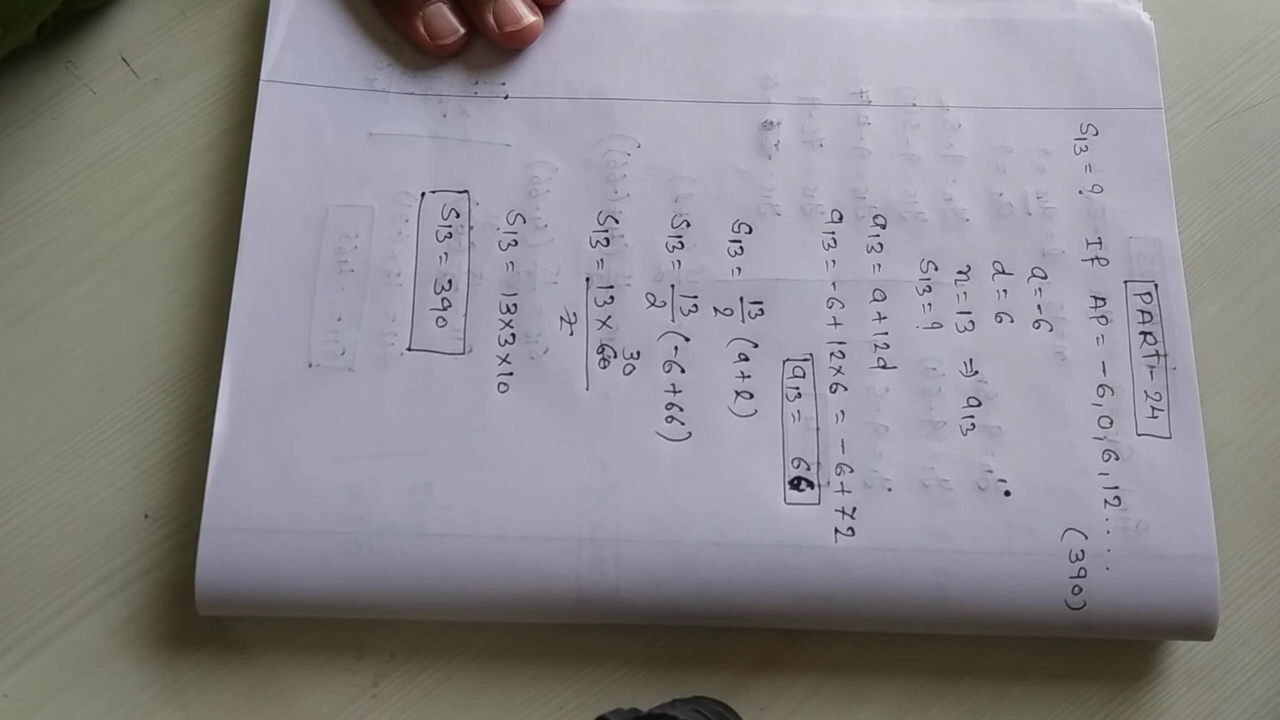 PART-24
S13 = ? If AP = -6,0,6,12.....
(390)
a=-6
d=6
n=13 ⇒ a13
S13=?
a13 = a+12d
a13 = -6+12×6 = -6+72
a13 = 66
S13 = 13/2 (a+l)
S13 = 13/2 (-6+66)
S13 = 13 × 60 30 / 2
S13 = 13×3×10
S13 = 390